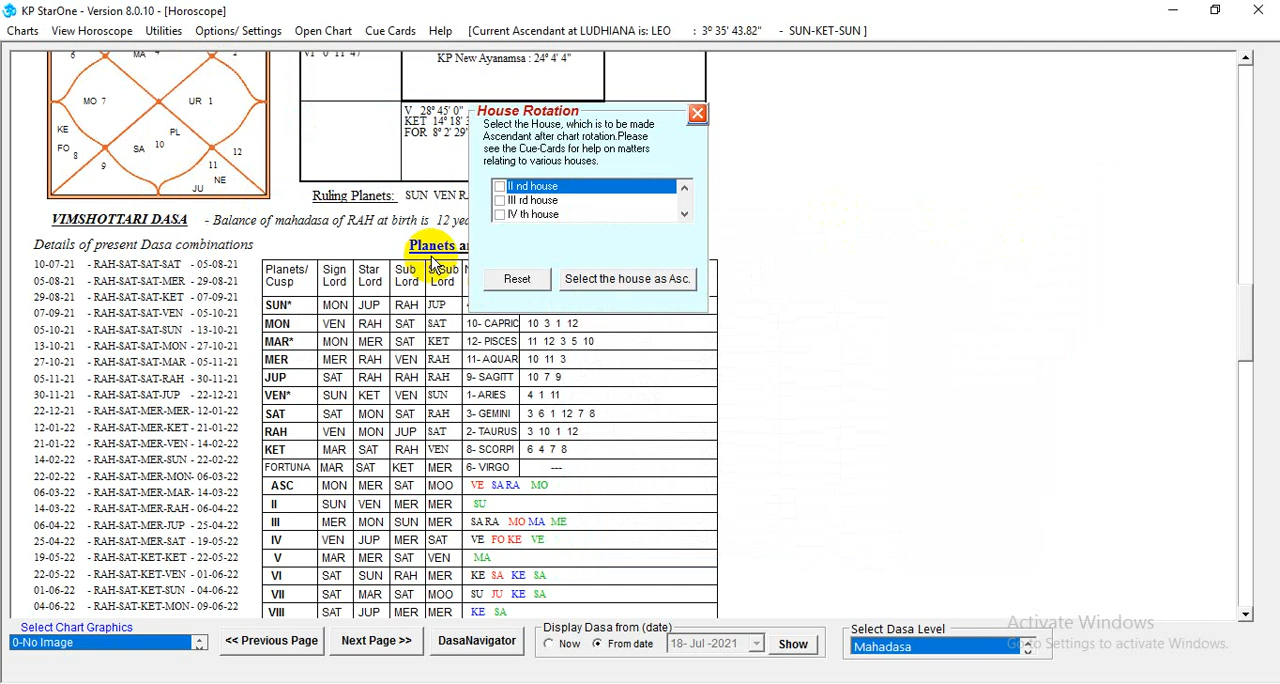 KP StarOne - Version 8.0.10 - [Horoscope]
Charts View Horoscope Utilities Options/ Settings Open Chart Cue Cards Help [Current Ascendant at LUDHIANA is: LEO : 3° 35' 43.82" - SUN-KET-SUN ]
6 MA 4 2
MO 7 UR 1
KE
FO 8
SA 10 PL
9 11 12
NE
JU
VI 0 11 47
KP New Ayanamsa : 24° 4' 4"
V 28° 45' 0"
KET 14° 18'
FOR 8° 2' 29"
House Rotation
Select the House, which is to be made
Ascendant after chart rotation.Please
see the Cue-Cards for help on matters
relating to various houses.
II nd house
III rd house
IV th house
Reset Select the house as Asc.
Ruling Planets: SUN VEN
VIMSHOTTARI DASA - Balance of mahadasa of RAH at birth is 12
Details of present Dasa combinations
Planets
10-07-21 - RAH-SAT-SAT-SAT - 05-08-21
05-08-21 - RAH-SAT-SAT-MER - 29-08-21
29-08-21 - RAH-SAT-SAT-KET - 07-09-21
07-09-21 - RAH-SAT-SAT-VEN - 05-10-21
05-10-21 - RAH-SAT-SAT-SUN - 13-10-21
13-10-21 - RAH-SAT-SAT-MON - 27-10-21
27-10-21 - RAH-SAT-SAT-MAR - 05-11-21
05-11-21 - RAH-SAT-SAT-RAH - 30-11-21
30-11-21 - RAH-SAT-SAT-JUP - 22-12-21
22-12-21 - RAH-SAT-MER-MER- 12-01-22
12-01-22 - RAH-SAT-MER-KET - 21-01-22
21-01-22 - RAH-SAT-MER-VEN - 14-02-22
14-02-22 - RAH-SAT-MER-SUN - 22-02-22
22-02-22 - RAH-SAT-MER-MON- 06-03-22
06-03-22 - RAH-SAT-MER-MAR- 14-03-22
14-03-22 - RAH-SAT-MER-RAH - 06-04-22
06-04-22 - RAH-SAT-MER-JUP - 25-04-22
25-04-22 - RAH-SAT-MER-SAT - 19-05-22
19-05-22 - RAH-SAT-KET-KET - 22-05-22
22-05-22 - RAH-SAT-KET-VEN - 01-06-22
01-06-22 - RAH-SAT-KET-SUN - 04-06-22
04-06-22 - RAH-SAT-KET-MON- 09-06-22
Planets/ Cusp Sign Lord Star Lord Sub Lord Lord
SUN* MON JUP RAH JUP
MON VEN RAH SAT SAT 10- CAPRIC 10 3 1 12
MAR* MON MER SAT KET 12- PISCES 11 12 3 5 10
MER MER RAH VEN RAH 11- AQUAR 10 11 3
JUP SAT RAH RAH RAH 9- SAGITT 10 7 9
VEN* SUN KET VEN SUN 1- ARIES 4 1 11
SAT SAT MON SAT RAH 3- GEMINI 3 6 1 12 7 8
RAH VEN MON JUP SAT 2- TAURUS 3 10 1 12
KET MAR SAT RAH VEN 8- SCORPI 6 4 7 8
FORTUNA MAR SAT KET MER 6- VIRGO ---
ASC MON MER SAT MOO VE SA RA MO
II SUN VEN MER MER SU
III MER MON SUN MER SA RA MO MA ME
IV VEN JUP MER SAT VE FO KE VE
V MAR MER SAT VEN MA
VI SAT SUN RAH MER KE SA KE SA
VII SAT MAR SAT MOO SU JU KE SA
VIII SAT JUP MER MER KE SA
Select Chart Graphics
0-No Image
<< Previous Page Next Page >> DasaNavigator
Display Dasa from (date)
Now From date 18- Jul -2021 Show
Select Dasa Level
Mahadasa
Activate Windows
Go to Settings to activate Windows.